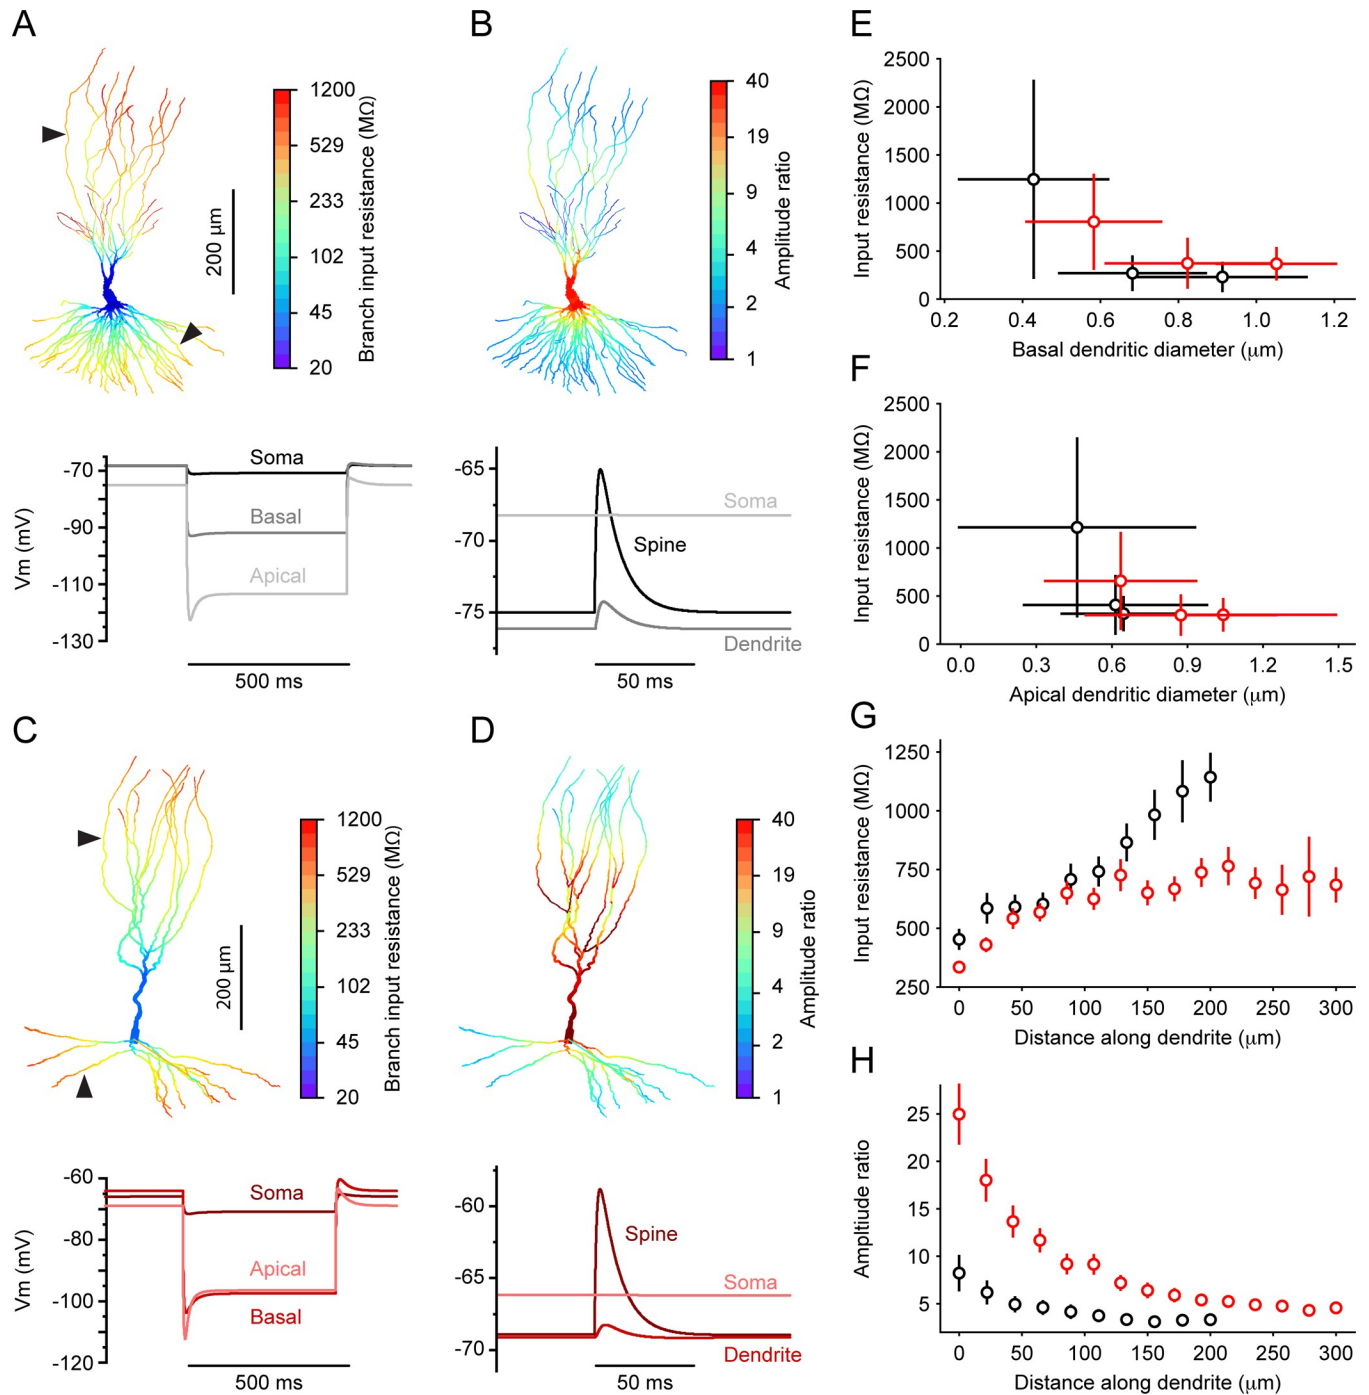 A
1200
529
233
102
45
20
Branch input resistance (MΩ)
200 µm
-70
-90
-110
-130
Vm (mV)
Soma
Basal
Apical
500 ms
B
40
19
9
4
2
1
Amplitude ratio
-65
-70
-75
Soma
Spine
Dendrite
50 ms
E
2500
2000
1500
1000
500
0
Input resistance (MΩ)
0.2 0.4 0.6 0.8 1.0 1.2
Basal dendritic diameter (µm)
F
2500
2000
1500
1000
500
0
Input resistance (MΩ)
0.0 0.3 0.6 0.9 1.2 1.5
Apical dendritic diameter (µm)
C
1200
529
233
102
45
20
Branch input resistance (MΩ)
200 µm
-60
-80
-100
-120
Vm (mV)
Soma
Apical
Basal
500 ms
D
40
19
9
4
2
1
Amplitude ratio
-60
-65
-70
Spine
Soma
Dendrite
50 ms
G
1250
1000
750
500
250
Input resistance (MΩ)
0 50 100 150 200 250 300
Distance along dendrite (µm)
H
25
20
15
10
5
Ampltiude ratio
0 50 100 150 200 250 300
Distance along dendrite (µm)